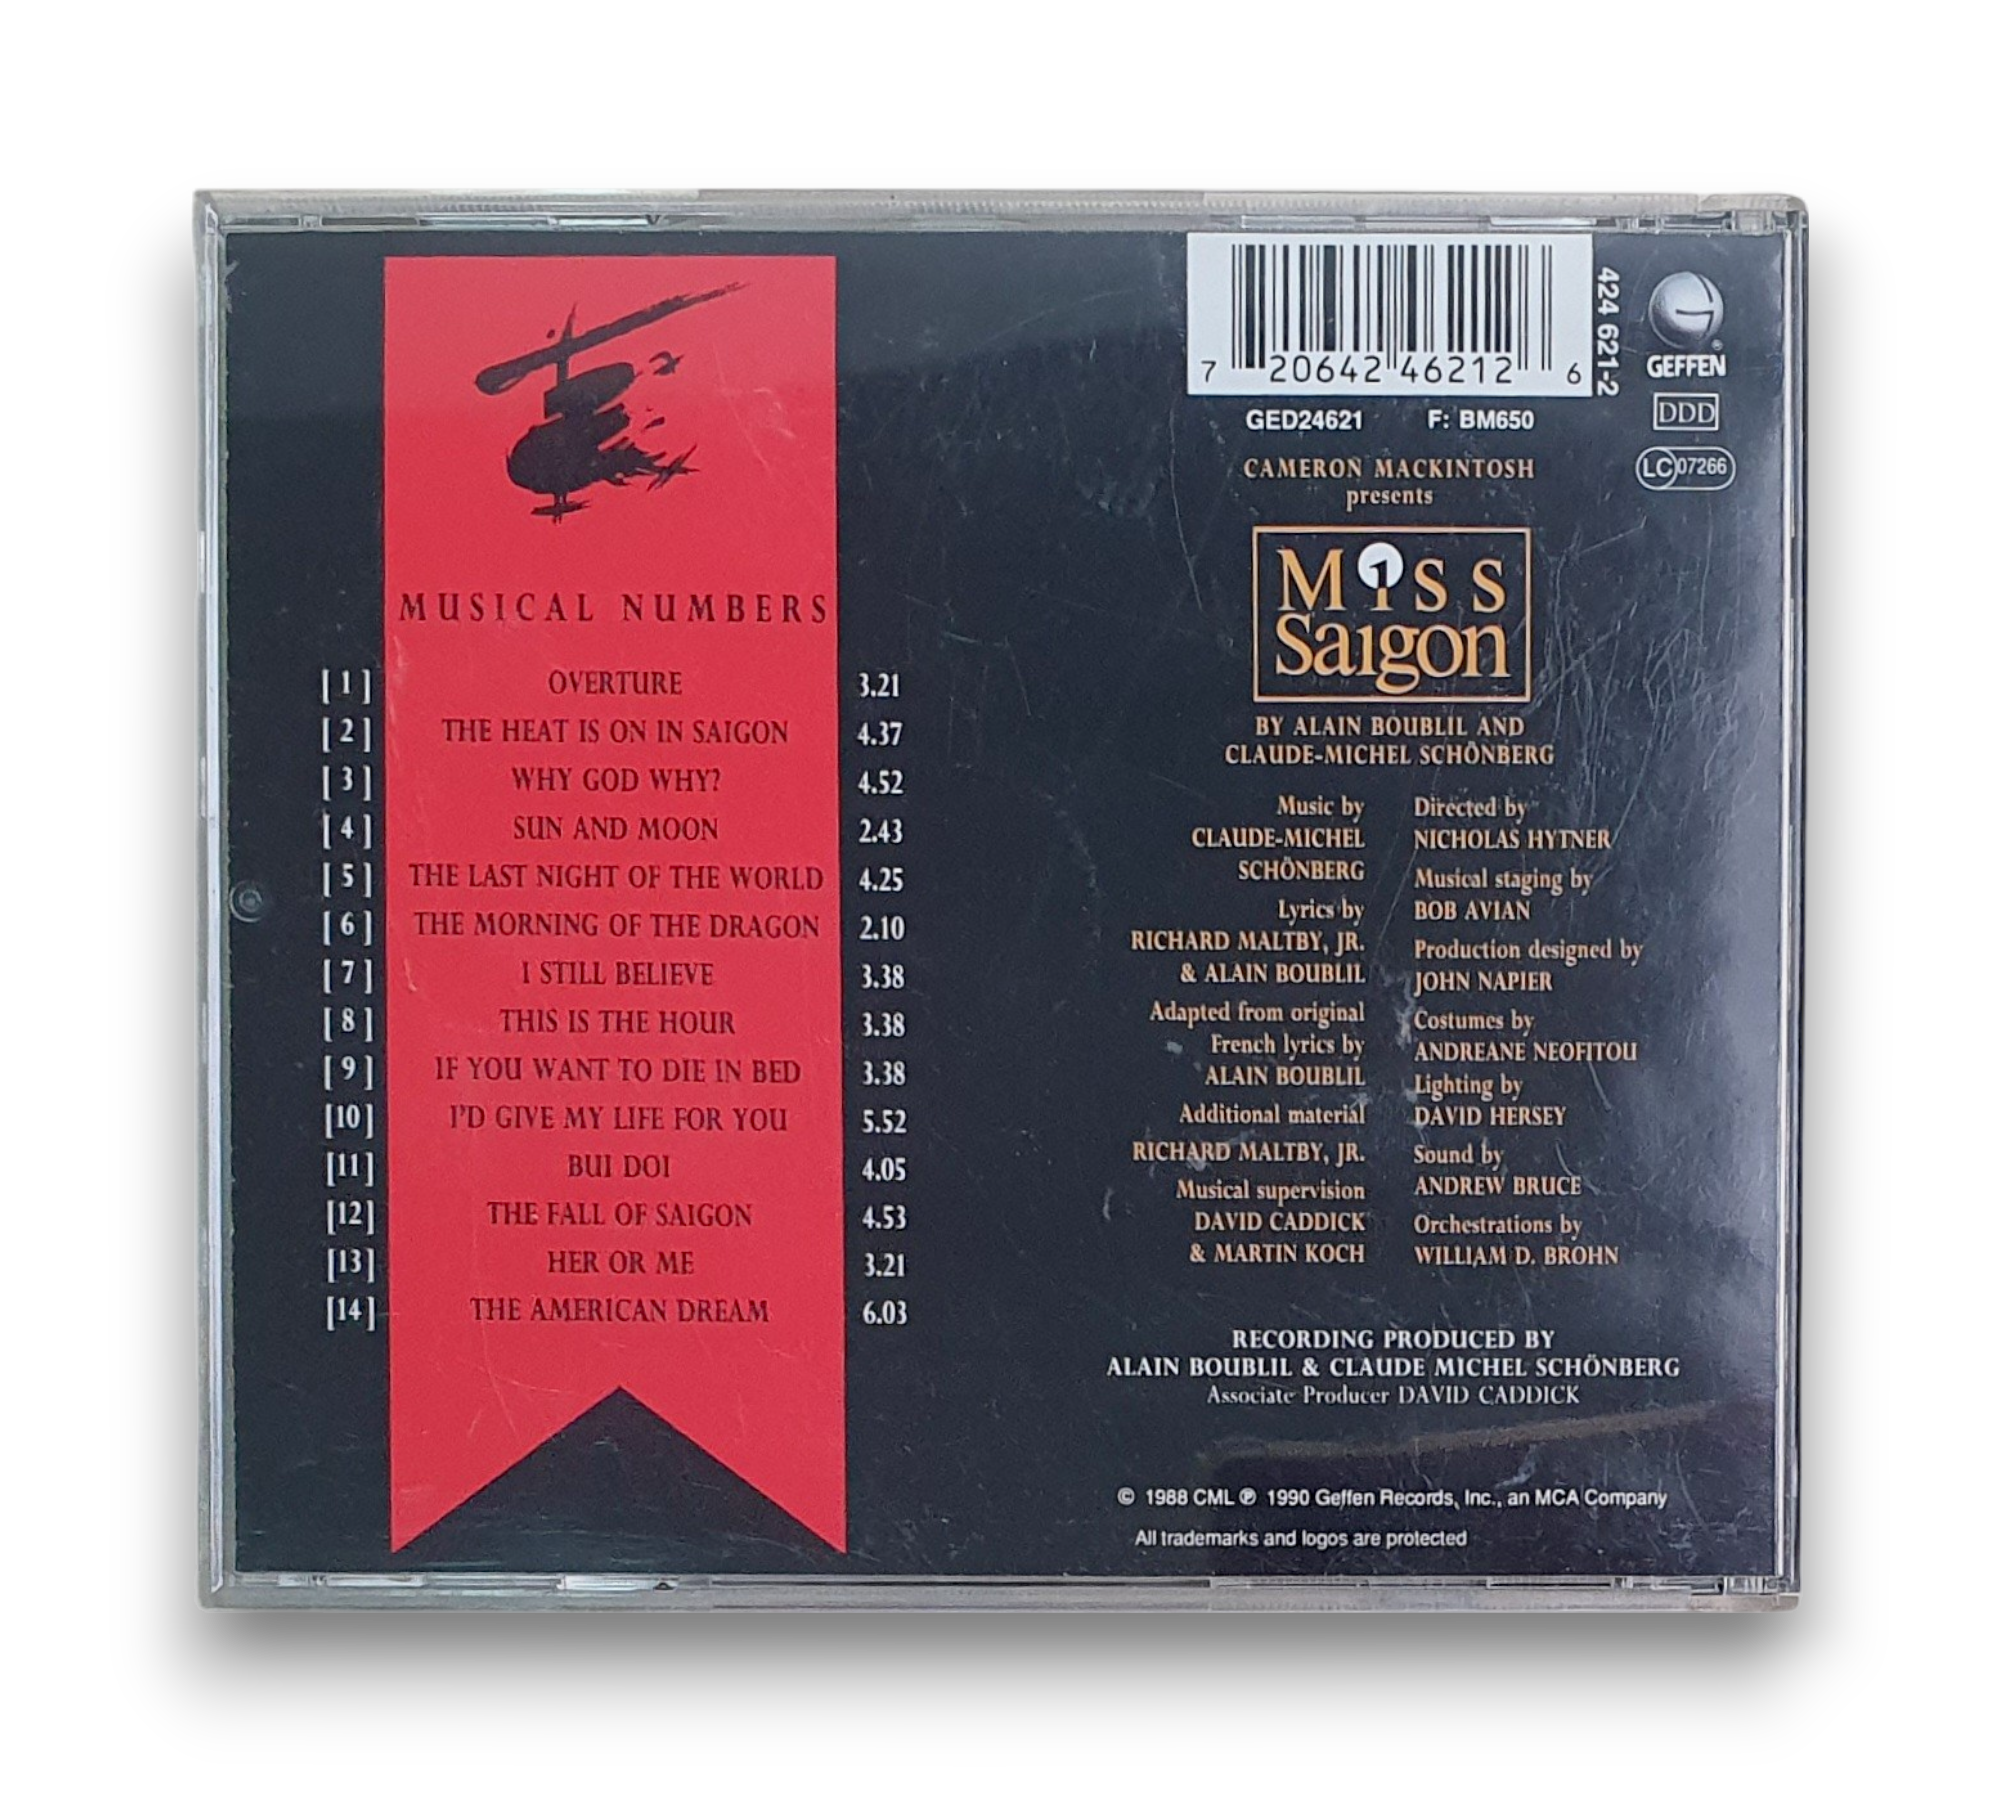 MUSICAL NUMBERS
[1] OVERTURE 3.21
[2] THE HEAT IS ON IN SAIGON 4.37
[3] WHY GOD WHY? 4.52
[4] SUN AND MOON 2.43
[5] THE LAST NIGHT OF THE WORLD 4.25
[6] THE MORNING OF THE DRAGON 2.10
[7] I STILL BELIEVE 3.38
[8] THIS IS THE HOUR 3.38
[9] IF YOU WANT TO DIE IN BED 3.38
[10] I'D GIVE MY LIFE FOR YOU 5.52
[11] BUI DOI 4.05
[12] THE FALL OF SAIGON 4.53
[13] HER OR ME 3.21
[14] THE AMERICAN DREAM 6.03
7 20642 46212 6
424 621-2
GEFFEN
®
DDD
LC 07266
GED24621 F: BM650
CAMERON MACKINTOSH
presents
Miss
Saigon
BY ALAIN BOUBLIL AND
CLAUDE-MICHEL SCHÖNBERG
Music by
CLAUDE-MICHEL
SCHÖNBERG
Lyrics by
RICHARD MALTBY, JR.
& ALAIN BOUBLIL
Adapted from original
French lyrics by
ALAIN BOUBLIL
Additional material
RICHARD MALTBY, JR.
Musical supervision
DAVID CADDICK
& MARTIN KOCH
Directed by
NICHOLAS HYTNER
Musical staging by
BOB AVIAN
Production designed by
JOHN NAPIER
Costumes by
ANDREANE NEOFITOU
Lighting by
DAVID HERSEY
Sound by
ANDREW BRUCE
Orchestrations by
WILLIAM D. BROHN
RECORDING PRODUCED BY
ALAIN BOUBLIL & CLAUDE MICHEL SCHÖNBERG
Associate Producer DAVID CADDICK
© 1988 CML ℗ 1990 Geffen Records, Inc., an MCA Company
All trademarks and logos are protected